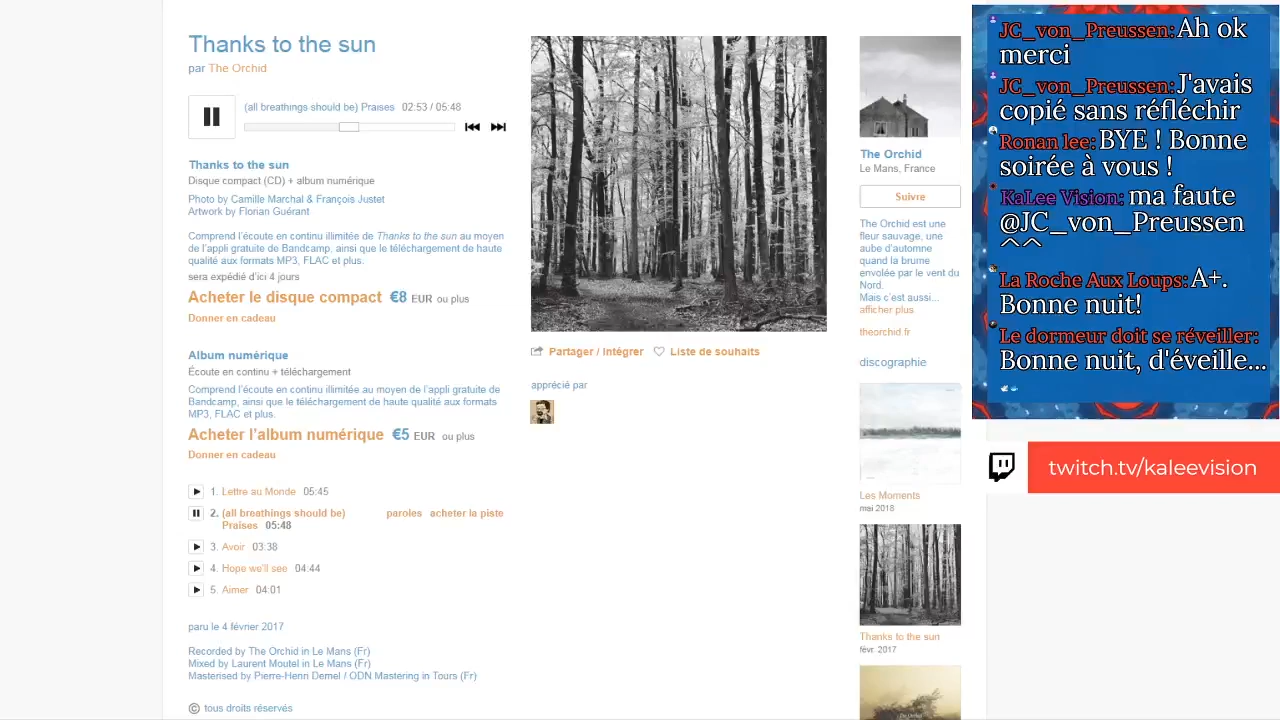 Thanks to the sun
par The Orchid
(all breathings should be) Praises 02:53 / 05:48
Thanks to the sun
Disque compact (CD) + album numérique
Photo by Camille Marchal & François Justet
Artwork by Florian Guérant
Comprend l'écoute en continu illimitée de Thanks to the sun au moyen
de l'appli gratuite de Bandcamp, ainsi que le téléchargement de haute
qualité aux formats MP3, FLAC et plus.
sera expédié d'ici 4 jours
Acheter le disque compact €8 EUR ou plus
Donner en cadeau
Album numérique
Écoute en continu + téléchargement
Comprend l'écoute en continu illimitée au moyen de l'appli gratuite de
Bandcamp, ainsi que le téléchargement de haute qualité aux formats
MP3, FLAC et plus.
Acheter l'album numérique €5 EUR ou plus
Donner en cadeau
1. Lettre au Monde 05:45
2. (all breathings should be) paroles acheter la piste
Praises 05:48
3. Avoir 03:38
4. Hope we'll see 04:44
5. Aimer 04:01
paru le 4 février 2017
Recorded by The Orchid in Le Mans (Fr)
Mixed by Laurent Moutel in Le Mans (Fr)
Masterised by Pierre-Henri Demel / ODN Mastering in Tours (Fr)
© tous droits réservés
Partager / Intégrer Liste de souhaits
apprécié par
The Orchid
Le Mans, France
Suivre
The Orchid est une
fleur sauvage, une
aube d'automne
quand la brume
envolée par le vent du
Nord.
Mais c'est aussi...
afficher plus
theorchid.fr
discographie
Les Moments
mai 2018
Thanks to the sun
févr. 2017
JC_von_Preussen: Ah ok
merci
JC_von_Preussen: J'avais
copié sans réfléchir
Ronan lee: BYE ! Bonne
soirée à vous !
KaLee Vision: ma faute
@JC_von_Preussen
^^
La Roche Aux Loups: A+.
Bonne nuit!
Le dormeur doit se réveiller:
Bonne nuit, d'éveille...
twitch.tv/kaleevision